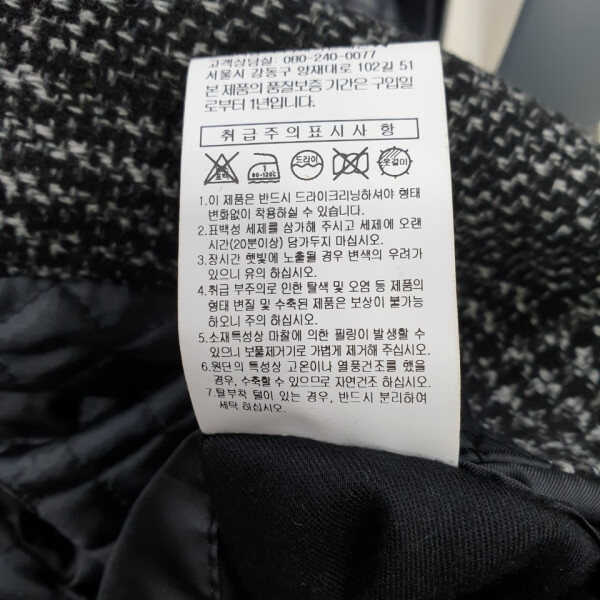 고객상담실: 080-240-0077
서울시 강동구 양재대로 102길 51
본 제품의 품질보증 기간은 구입일
로부터 1년입니다.
취급주의표시사항
표백 1 80-120℃ 드라이 옷걸이
1.이 제품은 반드시 드라이크리닝하셔야 형태
변화없이 착용하실 수 있습니다.
2.표백성 세제를 삼가해 주시고 세제에 오랜
시간(20분이상) 담가두지 마십시오.
3.장시간 햇빛에 노출될 경우 변색의 우려가
있으니 유의 하십시오.
4.취급 부주의로 인한 탈색 및 오염 등 제품의
형태 변질 및 수축된 제품은 보상이 불가능
하오니 주의 하십시오.
5.소재특성상 마찰에 의한 필링이 발생할 수
있으니 보풀제거기로 가볍게 제거해 주십시오.
6.원단의 특성상 고온이나 열풍건조를 했을
경우, 수축할 수 있으므로 자연건조 하십시오.
7.탈부착 털이 있는 경우, 반드시 분리하여
세탁 하십시오.